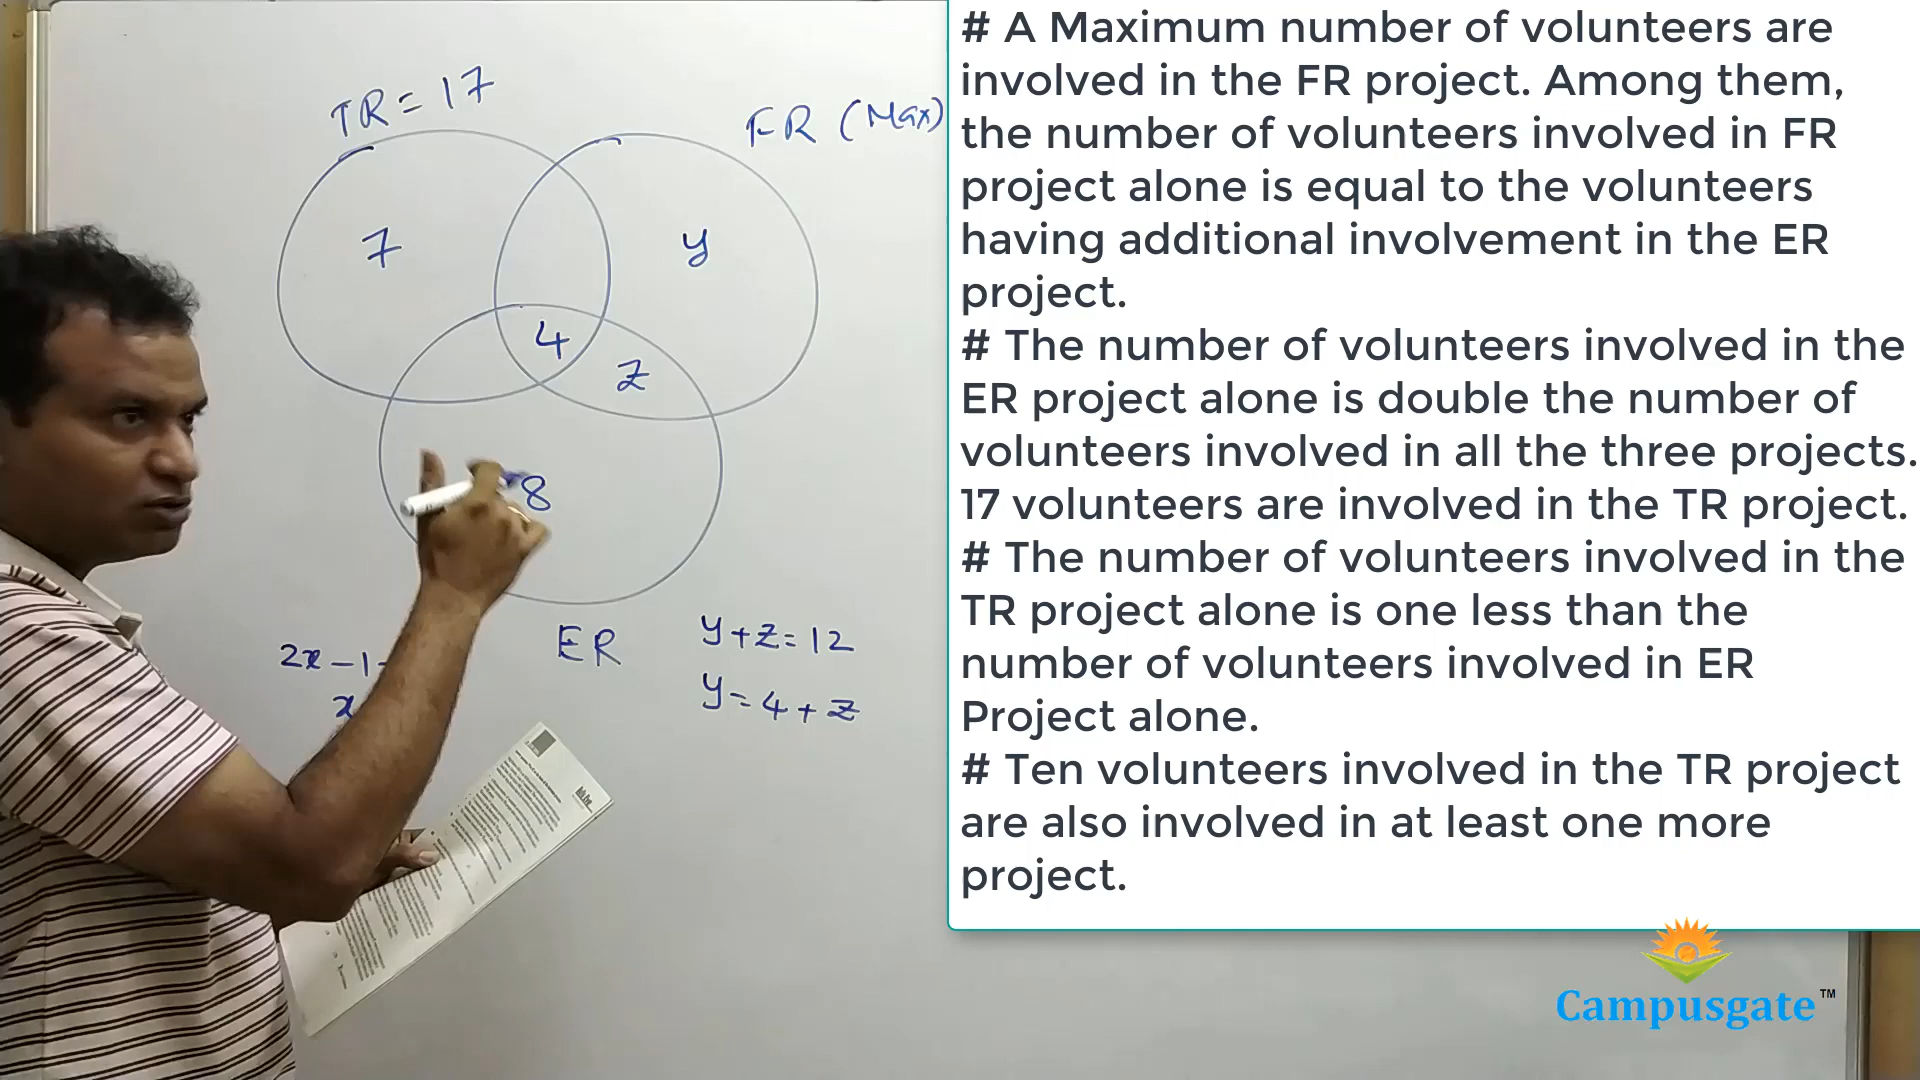 TR = 17
FR (Max)
7
y
4
z
8
ER
2x - 1
x
y + z = 12
y = 4 + z
# A Maximum number of volunteers are
involved in the FR project. Among them,
the number of volunteers involved in FR
project alone is equal to the volunteers
having additional involvement in the ER
project.
# The number of volunteers involved in the
ER project alone is double the number of
volunteers involved in all the three projects.
17 volunteers are involved in the TR project.
# The number of volunteers involved in the
TR project alone is one less than the
number of volunteers involved in ER
Project alone.
# Ten volunteers involved in the TR project
are also involved in at least one more
project.
Campusgate™